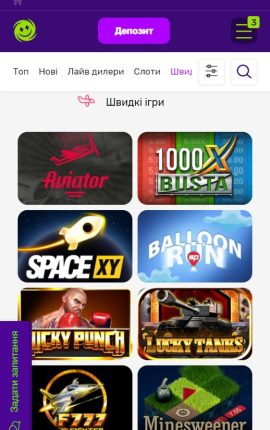 Депозит
3
Топ Нові Лайв дилери Слоти Швид
Швидкі ігри
Aviator
1000X
BUSTA
SPACE XY
BALLOON
RUN
LUCKY PUNCH
LUCKY TANKS
F777
FIGHTER
Minesweeper
Задати запитання